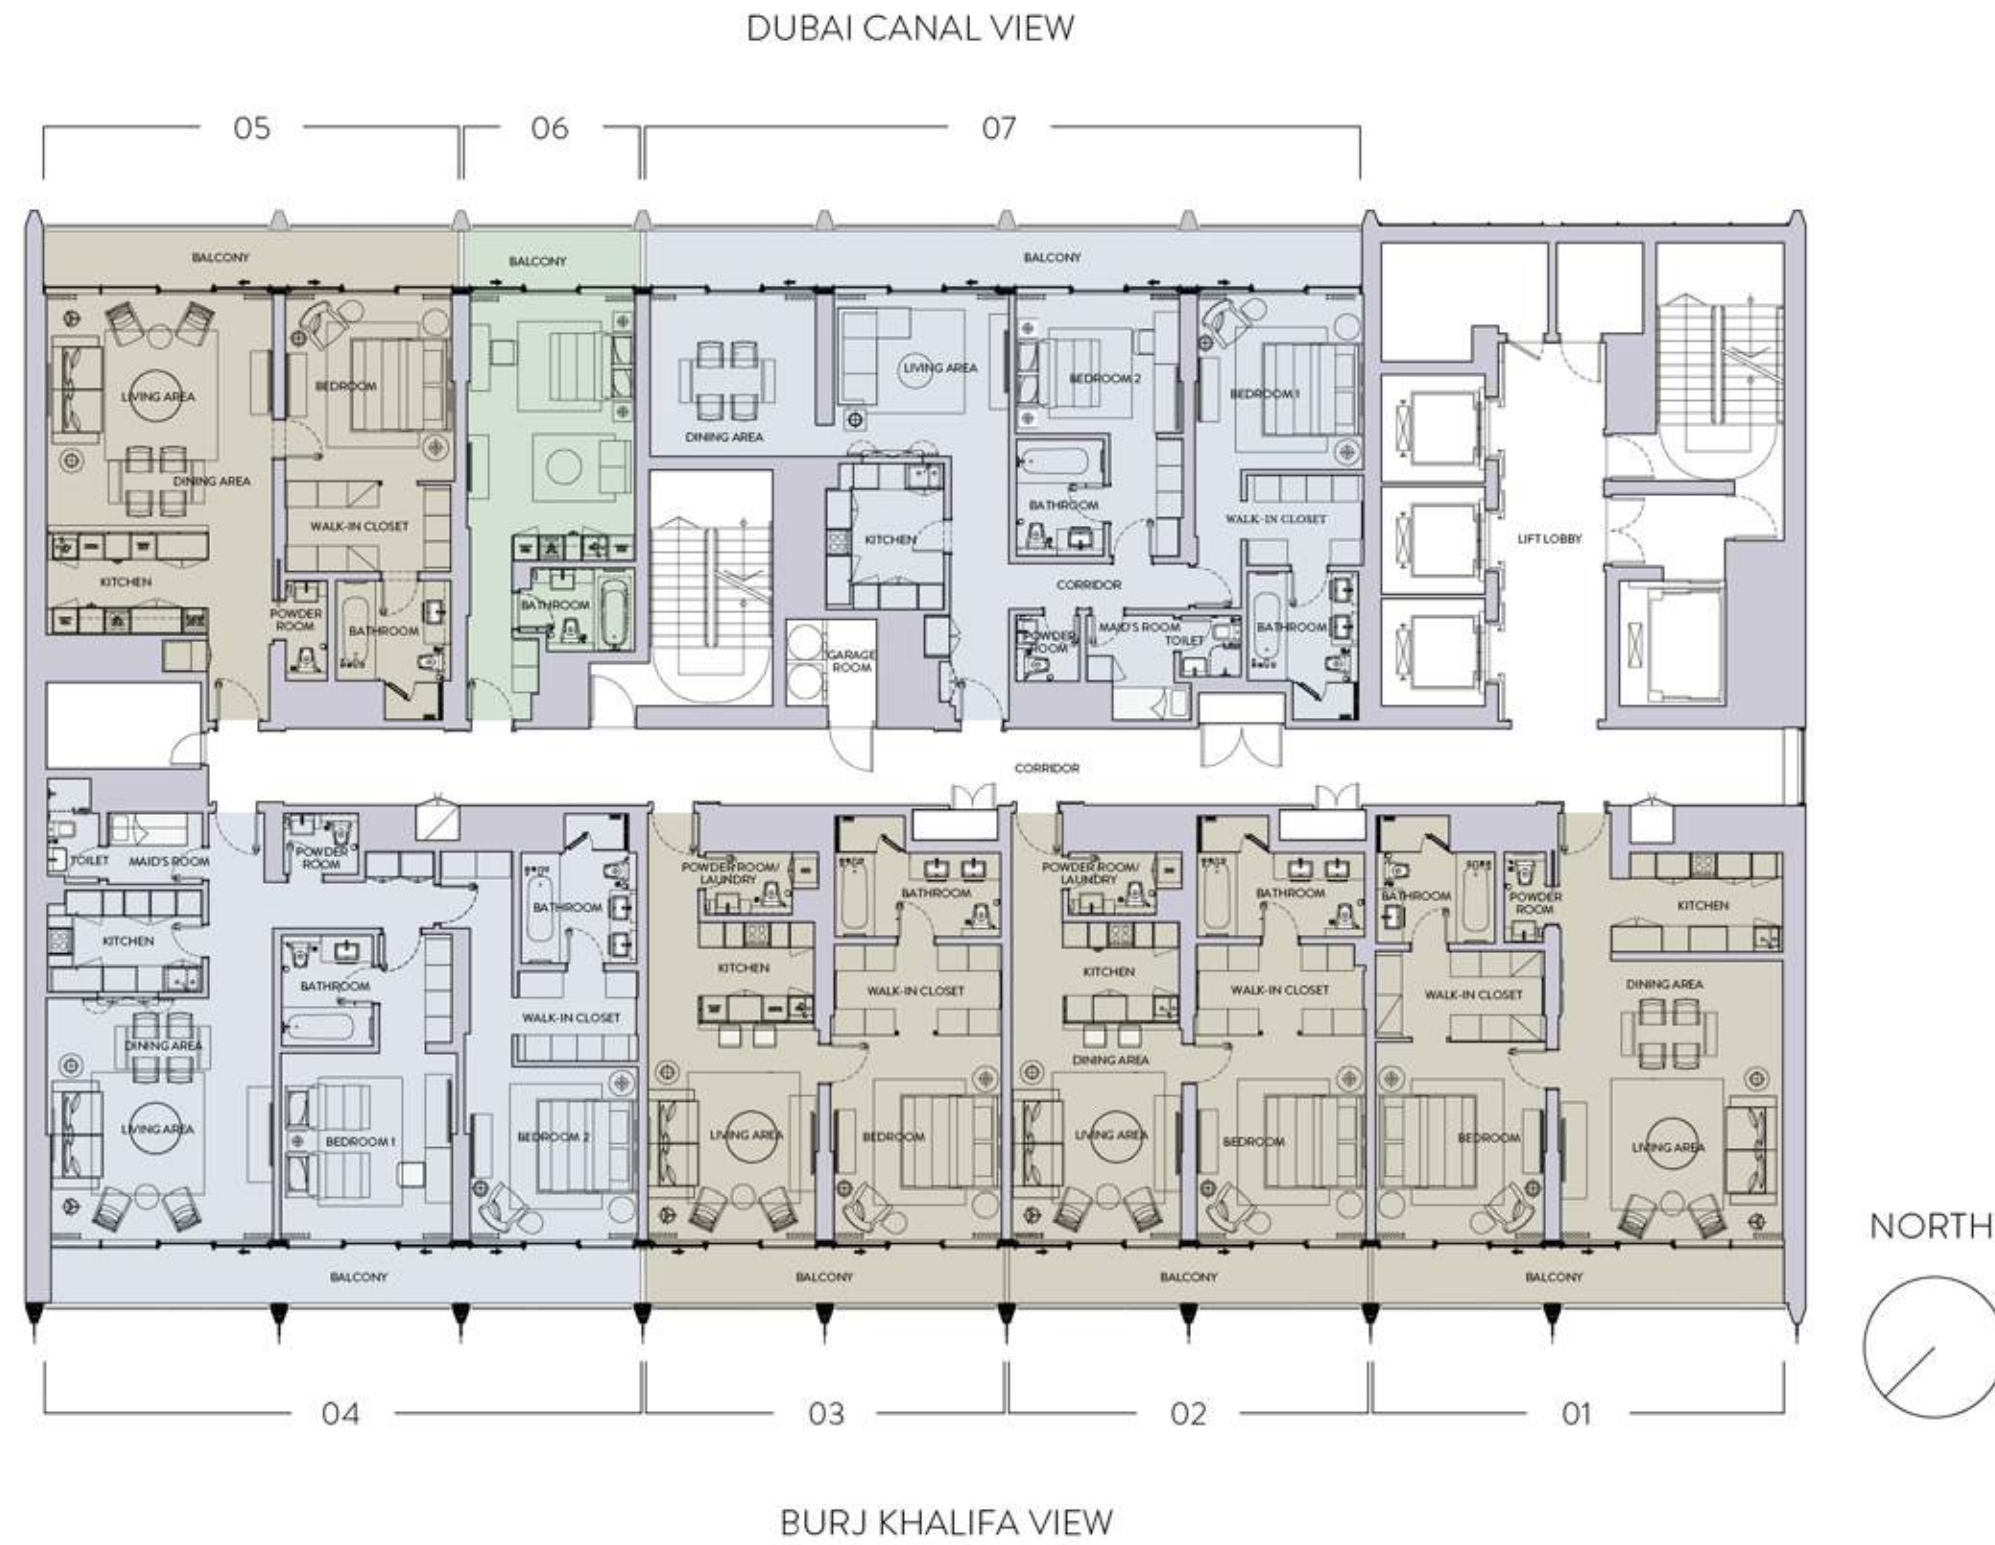 DUBAI CANAL VIEW
05
06
07
BALCONY
BALCONY
BALCONY
LIVING AREA
BEDROOM
DINING AREA
WALK-IN CLOSET
KITCHEN
POWDER
ROOM
BATHROOM
BATHROOM
DINING AREA
LIVING AREA
BEDROOM 2
BEDROOM 1
BATHROOM
WALK-IN CLOSET
KITCHEN
CORRIDOR
POWDER
ROOM
MAID'S ROOM
TOILET
BATHROOM
GARAGE
ROOM
LIFT LOBBY
CORRIDOR
TOILET
MAID'S ROOM
POWDER
ROOM
KITCHEN
BATHROOM
BATHROOM
WALK-IN CLOSET
DINING AREA
LIVING AREA
BEDROOM 1
BEDROOM 2
BALCONY
POWDER ROOM/
LAUNDRY
BATHROOM
KITCHEN
WALK-IN CLOSET
LIVING AREA
BEDROOM
BALCONY
POWDER ROOM/
LAUNDRY
BATHROOM
KITCHEN
WALK-IN CLOSET
DINING AREA
LIVING AREA
BEDROOM
BALCONY
BATHROOM
POWDER
ROOM
KITCHEN
WALK-IN CLOSET
DINING AREA
BEDROOM
LIVING AREA
BALCONY
NORTH
04
03
02
01
BURJ KHALIFA VIEW